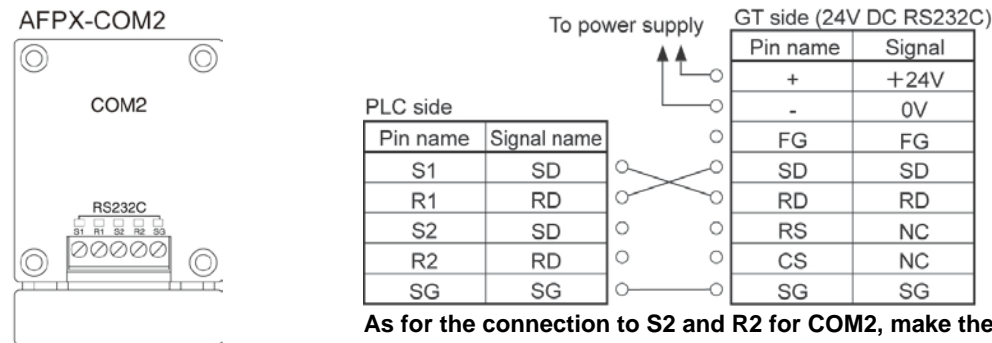 AFPX-COM2
COM2
RS232C
S1 R1 S2 R2 SG
To power supply
GT side (24V DC RS232C)
Pin name Signal
+ +24V
- 0V
FG FG
SD SD
RD RD
RS NC
CS NC
SG SG
PLC side
Pin name Signal name
S1 SD
R1 RD
S2 SD
R2 RD
SG SG
As for the connection to S2 and R2 for COM2, make the